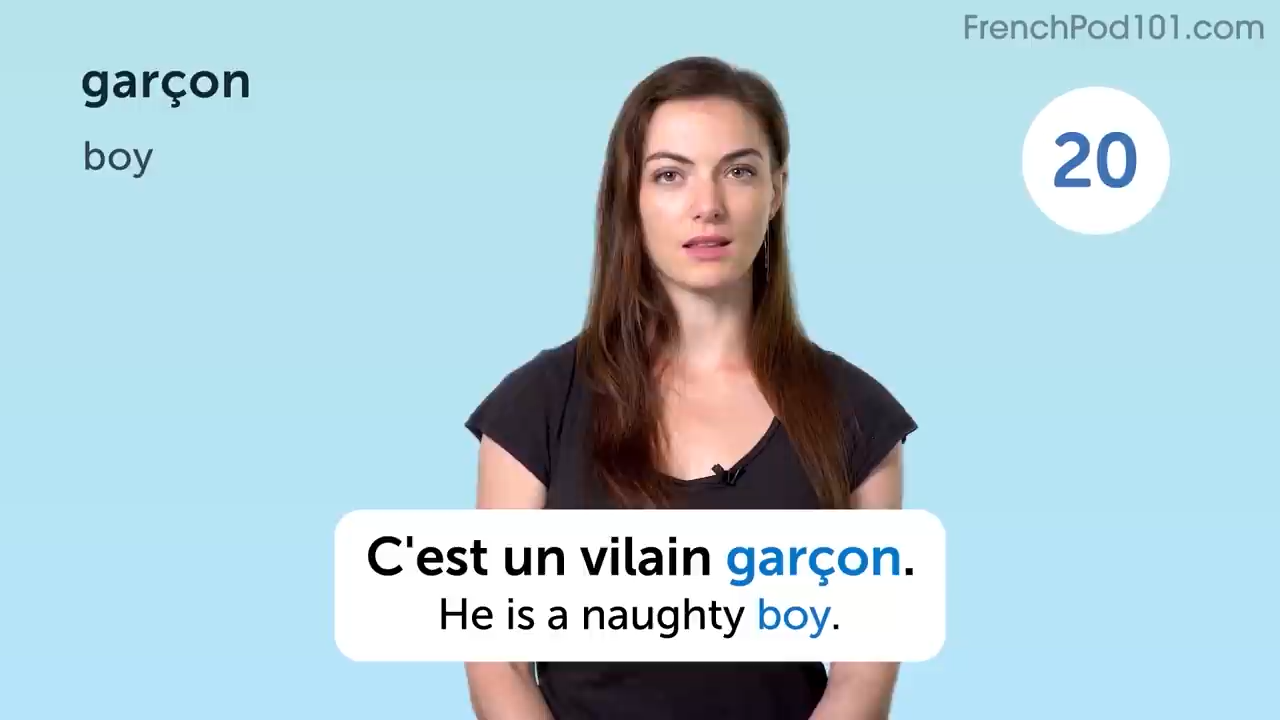 FrenchPod101.com
garçon
boy
20
C'est un vilain garçon.
He is a naughty boy.